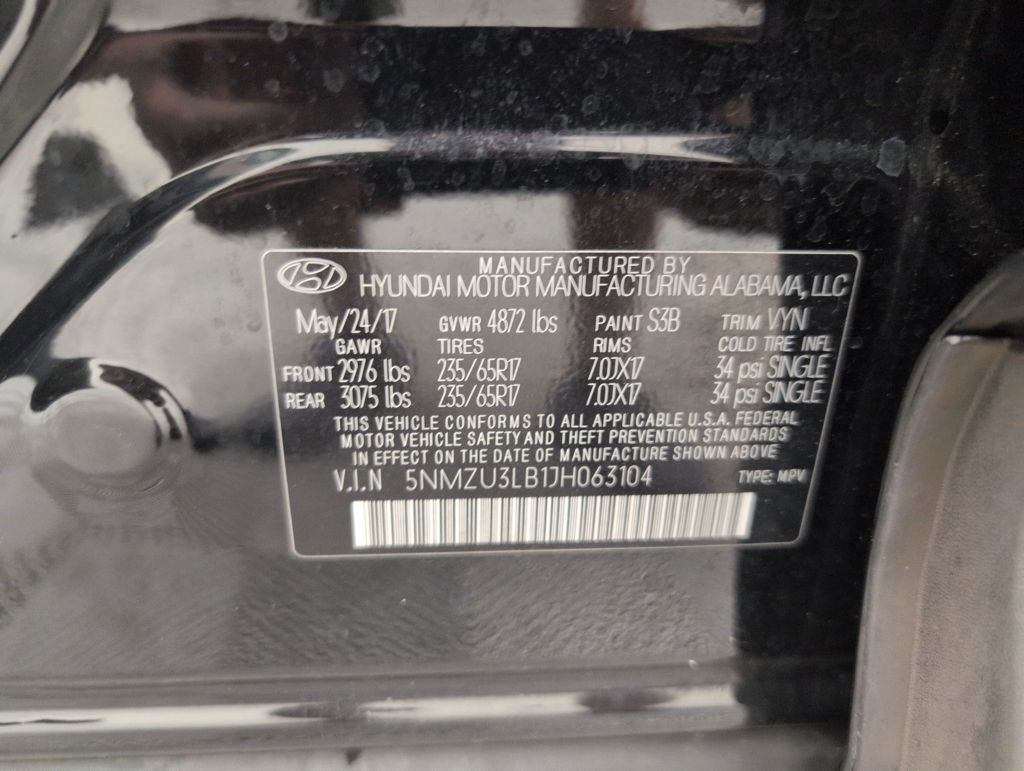 MANUFACTURED BY
HYUNDAI MOTOR MANUFACTURING ALABAMA, LLC
May/24/17 GVWR 4872 lbs PAINT S3B TRIM VYN
GAWR TIRES RIMS COLD TIRE INFL
FRONT 2976 lbs 235/65R17 7.0JX17 34 psi SINGLE
REAR 3075 lbs 235/65R17 7.0JX17 34 psi SINGLE
THIS VEHICLE CONFORMS TO ALL APPLICABLE U.S.A. FEDERAL
MOTOR VEHICLE SAFETY AND THEFT PREVENTION STANDARDS
IN EFFECT ON THE DATE OF MANUFACTURE SHOWN ABOVE
V.I.N 5NMZU3LB1JH063104 TYPE: MPV